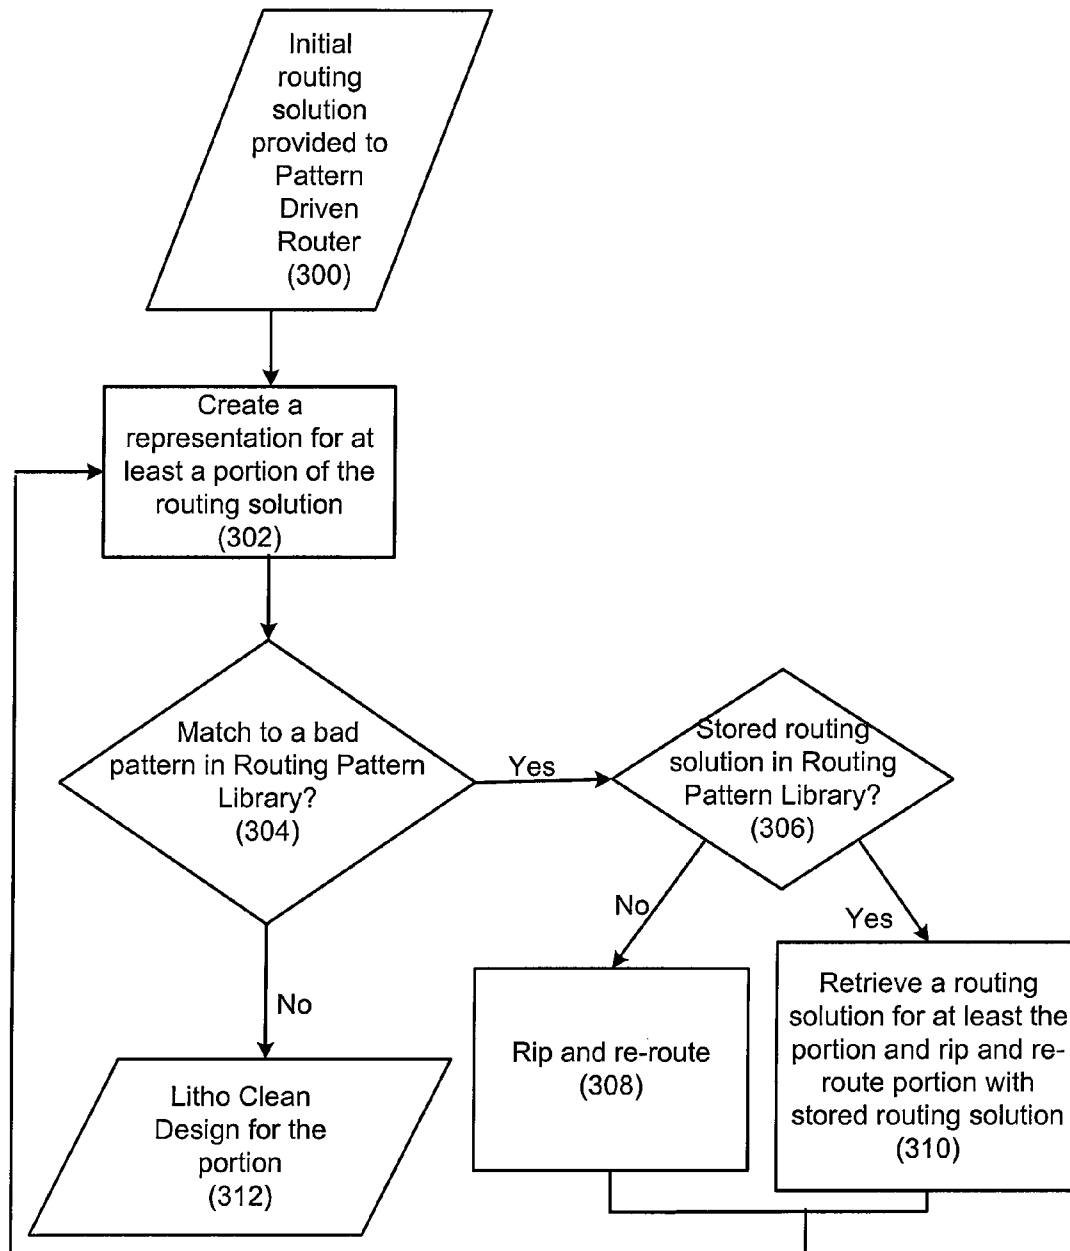 Initial
routing
solution
provided to
Pattern
Driven
Router
(300)
Create a
representation for at
least a portion of the
routing solution
(302)
Match to a bad
pattern in Routing Pattern
Library?
(304)
Yes
Stored routing
solution in Routing
Pattern Library?
(306)
No
Yes
No
Rip and re-route
(308)
Retrieve a routing
solution for at least the
portion and rip and re-
route portion with
stored routing solution
(310)
Litho Clean
Design for the
portion
(312)